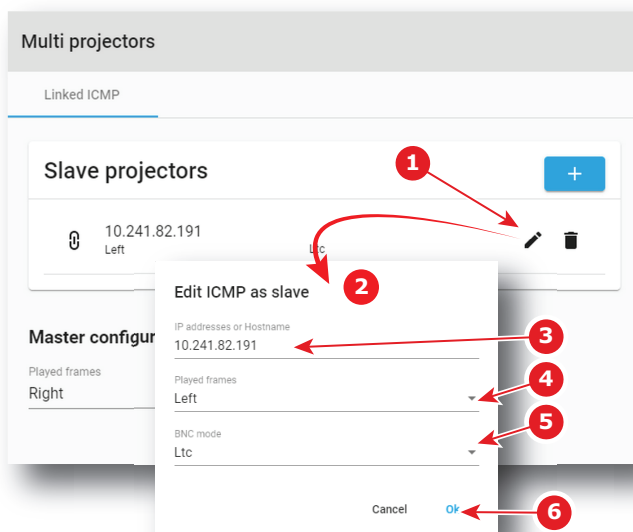 Multi projectors
Linked ICMP
Slave projectors
+
1
10.241.82.191
Left
Ltc
2
Edit ICMP as slave
IP addresses or Hostname
10.241.82.191
3
Master configur
Played frames
Right
Played frames
Left
4
BNC mode
Ltc
5
Cancel
Ok
6